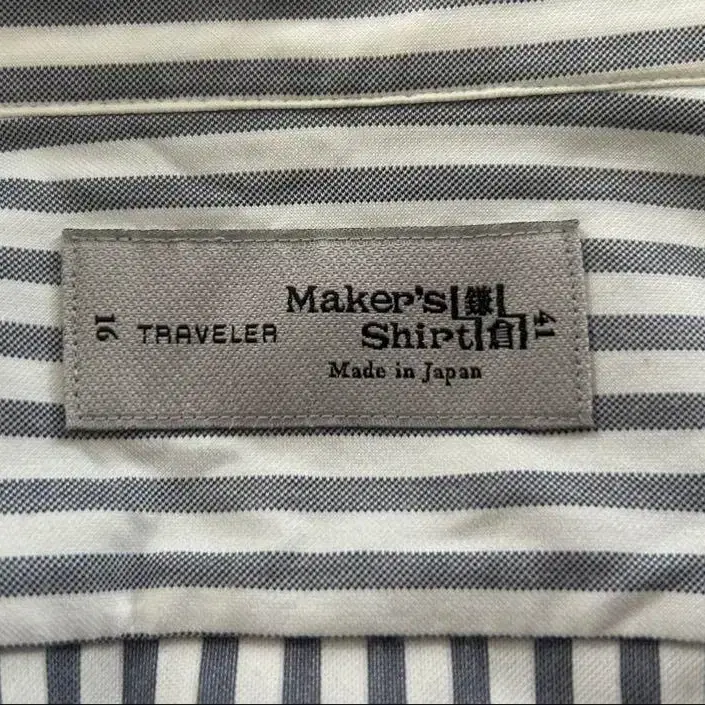 16
TRAVELER
Maker's 鎌
Shirt 倉
Made in Japan
41